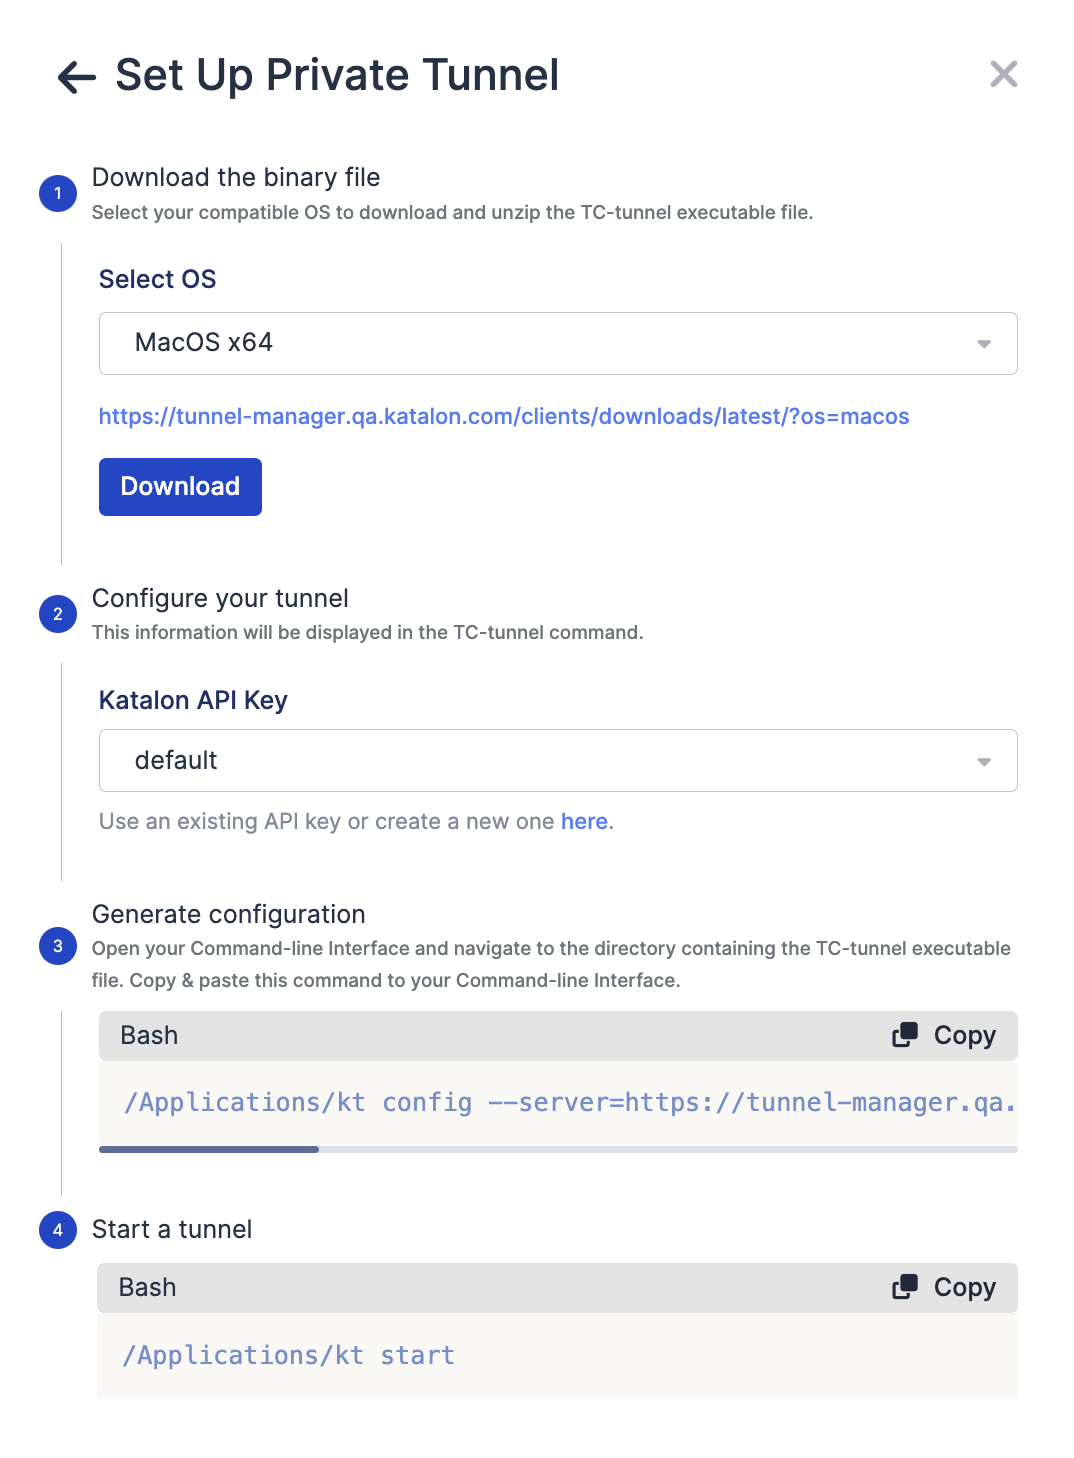 Set Up Private Tunnel
1
Download the binary file
Select your compatible OS to download and unzip the TC-tunnel executable file.
Select OS
MacOS x64
https://tunnel-manager.qa.katalon.com/clients/downloads/latest/?os=macos
Download
2
Configure your tunnel
This information will be displayed in the TC-tunnel command.
Katalon API Key
default
Use an existing API key or create a new one here.
3
Generate configuration
Open your Command-line Interface and navigate to the directory containing the TC-tunnel executable
file. Copy & paste this command to your Command-line Interface.
Bash
Copy
/Applications/kt config --server=https://tunnel-manager.qa.
4
Start a tunnel
Bash
Copy
/Applications/kt start